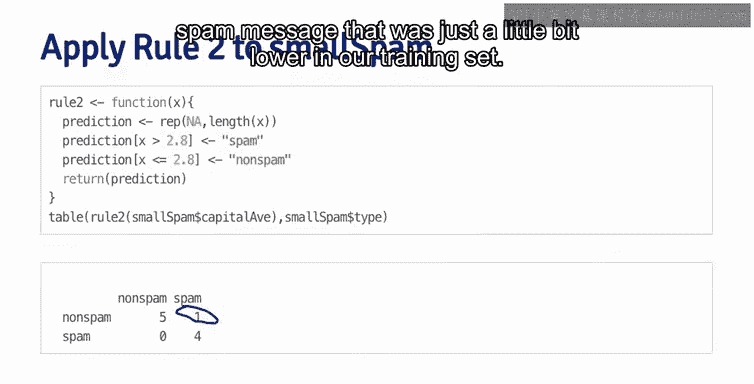 spam message that was just a little bit
lower in our training set.
Apply Rule 2 to smallSpam
rule2 <- function(x){
  prediction <- rep(NA,length(x))
  prediction[x > 2.8] <- "spam"
  prediction[x <= 2.8] <- "nonspam"
  return(prediction)
}
table(rule2(smallSpam$capitalAve),smallSpam$type)
nonspam spam
nonspam 5 1
spam 0 4